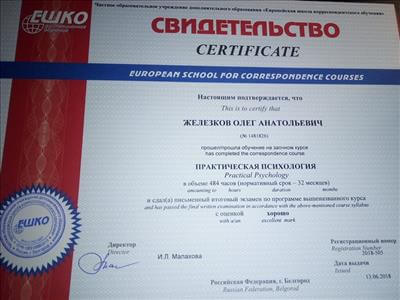 Частное образовательное учреждение дополнительного образования «Европейская школа корреспондентского обучения»
ЕШКО
СВИДЕТЕЛЬСТВО
CERTIFICATE
EUROPEAN SCHOOL FOR CORRESPONDENCE COURSES
Настоящим подтверждается, что
This is to certify that
ЖЕЛЕЗКОВ ОЛЕГ АНАТОЛЬЕВИЧ
(№ 1481826)
прошел/прошла обучение на заочном курсе
has completed the correspondence course
ПРАКТИЧЕСКАЯ ПСИХОЛОГИЯ
Practical Psychology
в объеме 484 часов (нормативный срок – 32 месяцев)
amounting to hours duration months
и сдал(а) письменный итоговый экзамен по программе вышеназванного курса
and has passed the final written examination in accordance with the above-mentioned course syllabus
с оценкой хорошо
with a/an excellent mark
ЕШКО
Директор
Director
И.Л. Малахова
Регистрационный номер
Registration Number
2018-505
Дата выдачи
Issued
13.06.2018
Российская Федерация, г. Белгород
Russian Federation, Belgorod